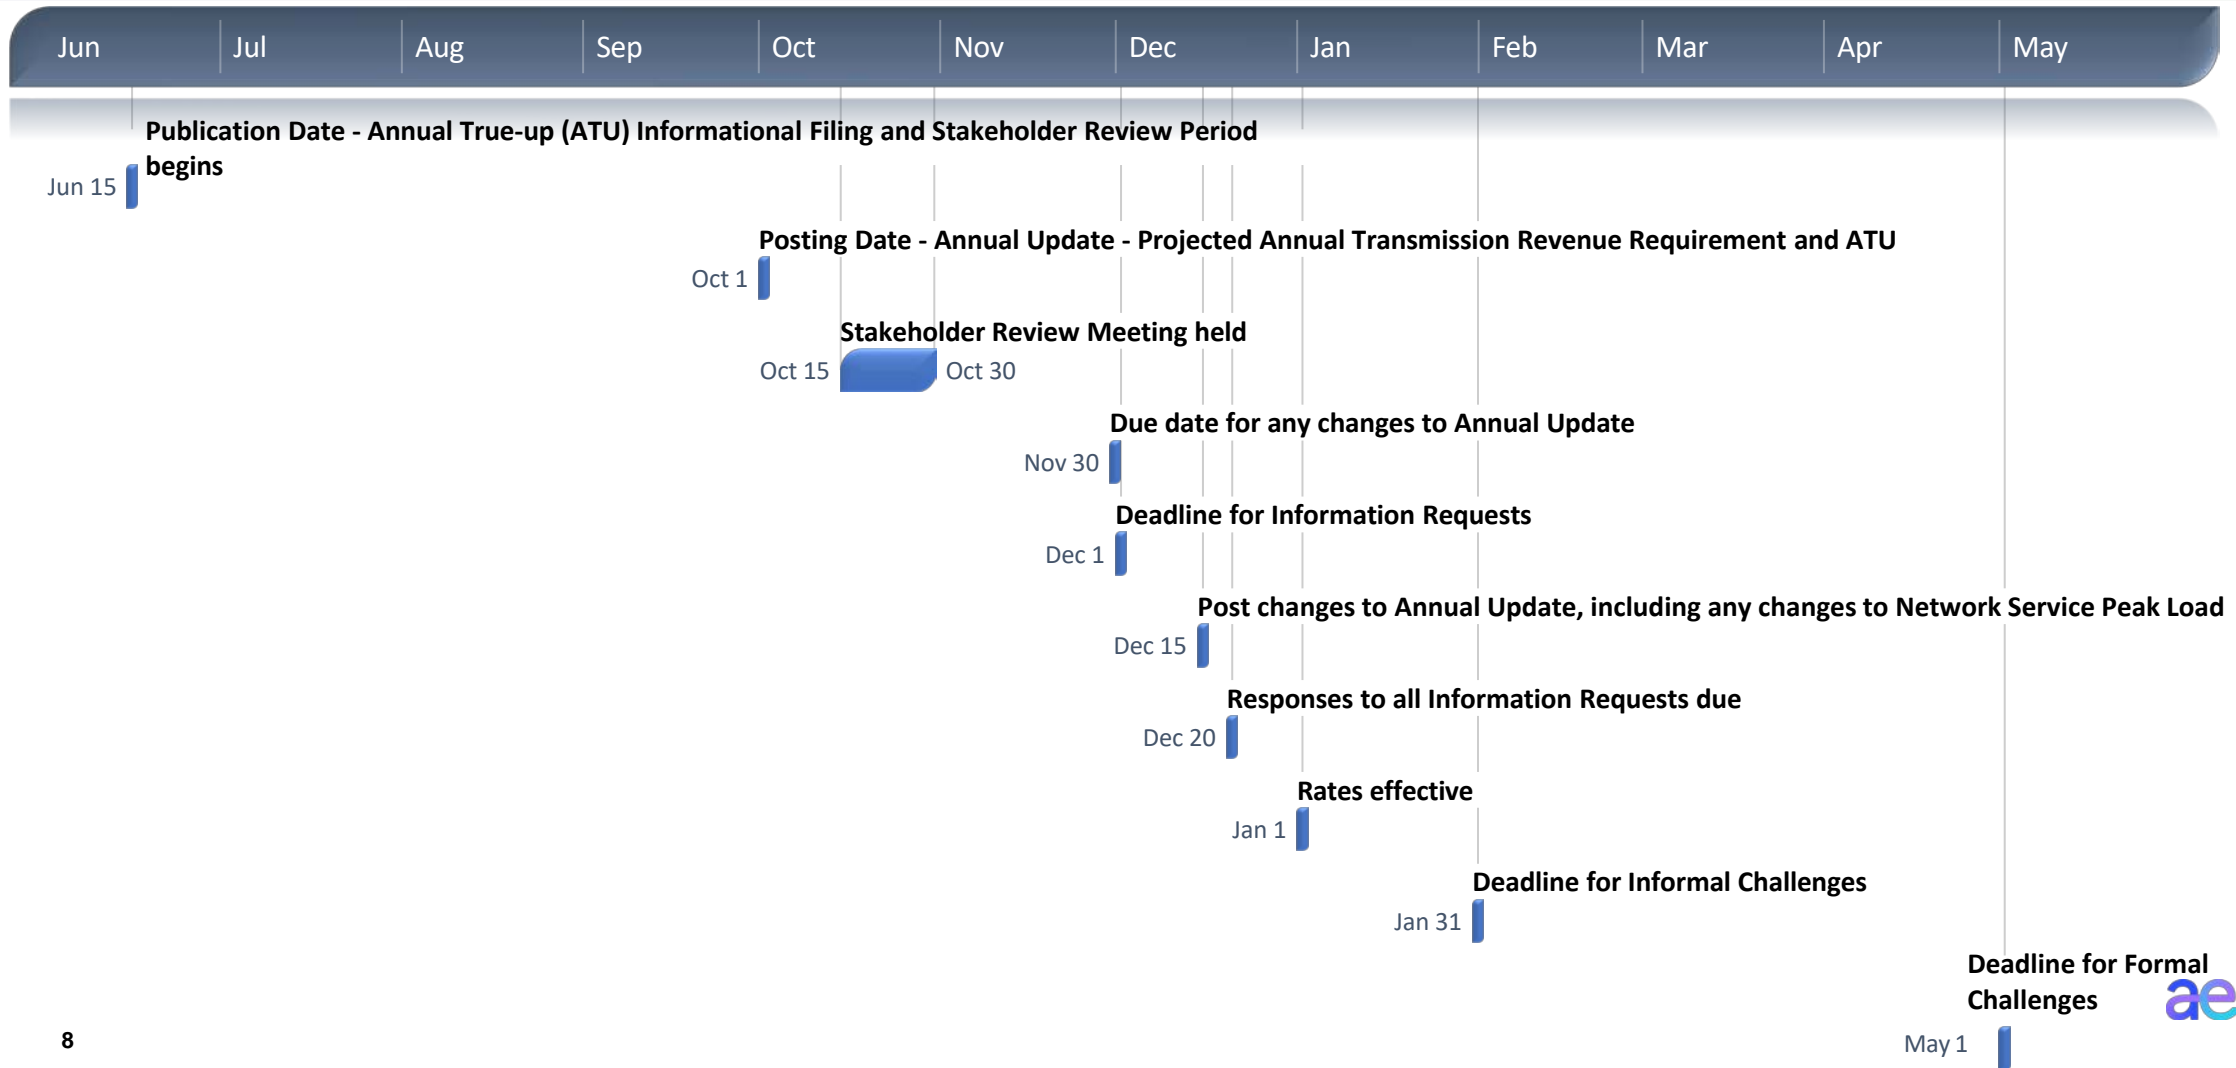 Jun Jul Aug Sep Oct Nov Dec Jan Feb Mar Apr May
Publication Date - Annual True-up (ATU) Informational Filing and Stakeholder Review Period
begins
Jun 15
Posting Date - Annual Update - Projected Annual Transmission Revenue Requirement and ATU
Oct 1
Stakeholder Review Meeting held
Oct 15 Oct 30
Due date for any changes to Annual Update
Nov 30
Deadline for Information Requests
Dec 1
Post changes to Annual Update, including any changes to Network Service Peak Load
Dec 15
Responses to all Information Requests due
Dec 20
Rates effective
Jan 1
Deadline for Informal Challenges
Jan 31
Deadline for Formal
Challenges
ae
May 1
8